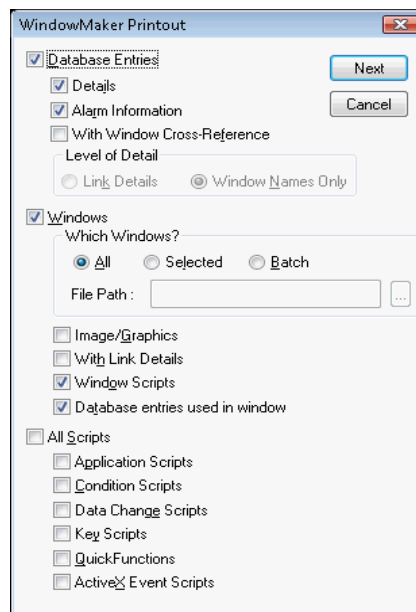 WindowMaker Printout
Database Entries
Next
Details
Cancel
Alarm Information
With Window Cross-Reference
Level of Detail
Link Details Window Names Only
Windows
Which Windows?
All Selected Batch
File Path : ...
Image/Graphics
With Link Details
Window Scripts
Database entries used in window
All Scripts
Application Scripts
Condition Scripts
Data Change Scripts
Key Scripts
QuickFunctions
ActiveX Event Scripts